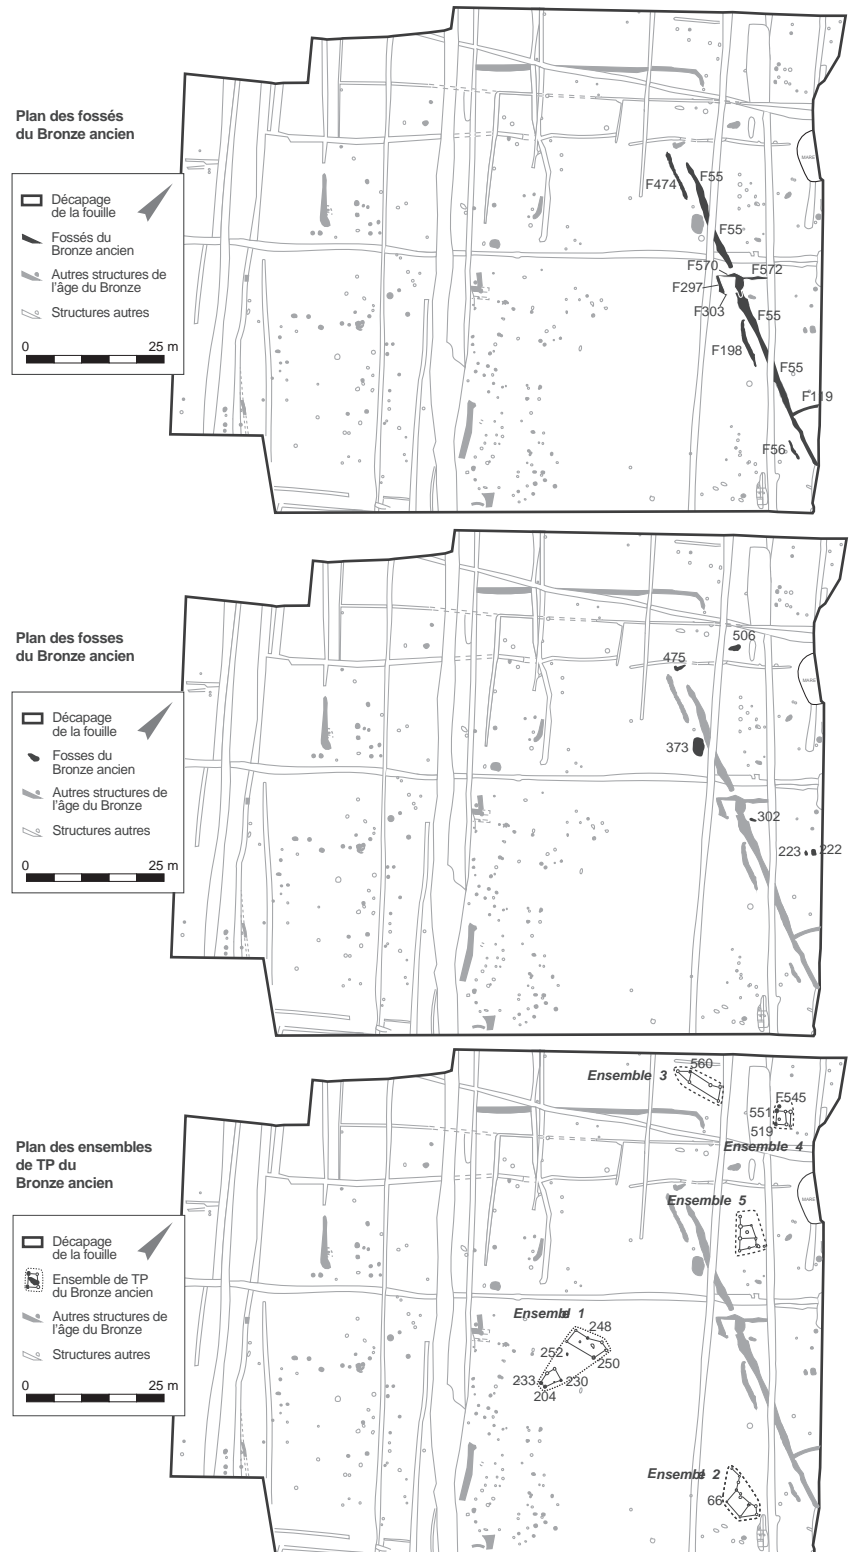 Plan des fossés
du Bronze ancien
Décapage
de la fouille
Fossés du
Bronze ancien
Autres structures de
l'âge du Bronze
Structures autres
0 25 m
MARE
F474
F55
F55
F570
F572
F297
F303
F55
F198
F55
F119
F56
Plan des fosses
du Bronze ancien
Décapage
de la fouille
Fosses du
Bronze ancien
Autres structures de
l'âge du Bronze
Structures autres
0 25 m
506
475
MARE
373
302
223 222
Plan des ensembles
de TP du
Bronze ancien
Décapage
de la fouille
Ensemble de TP
du Bronze ancien
Autres structures de
l'âge du Bronze
Structures autres
0 25 m
560
Ensemble 3
F545
551
519
Ensemble 4
MARE
Ensemble 5
Ensemble 1
248
252
250
233 230
204
Ensemble 2
66